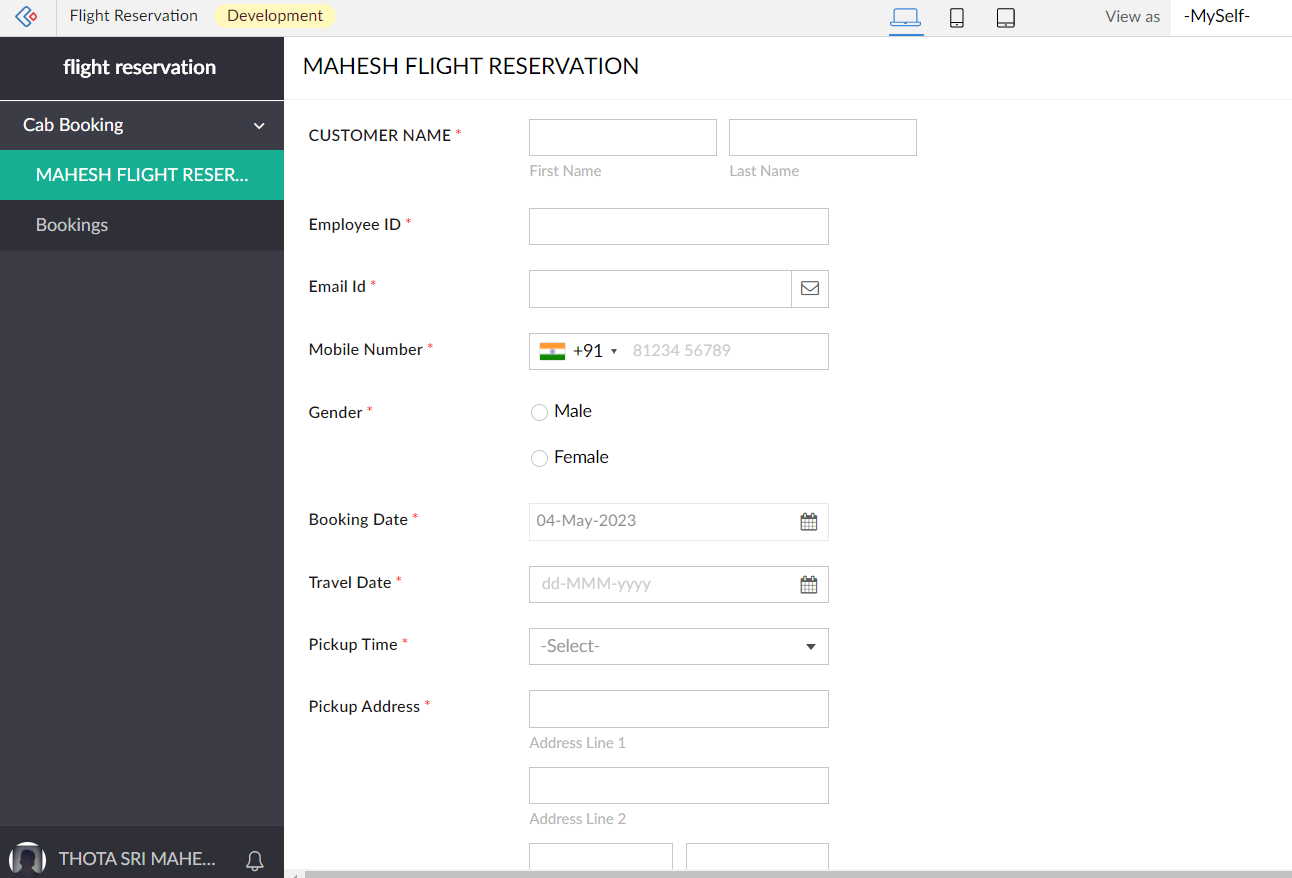 Flight Reservation Development View as -MySelf-
flight reservation
MAHESH FLIGHT RESERVATION
Cab Booking
MAHESH FLIGHT RESER...
Bookings
CUSTOMER NAME *
First Name Last Name
Employee ID *
Email Id *
Mobile Number * +91 81234 56789
Gender * Male
Female
Booking Date * 04-May-2023
Travel Date * dd-MMM-yyyy
Pickup Time * -Select-
Pickup Address *
Address Line 1
Address Line 2
THOTA SRI MAHE...